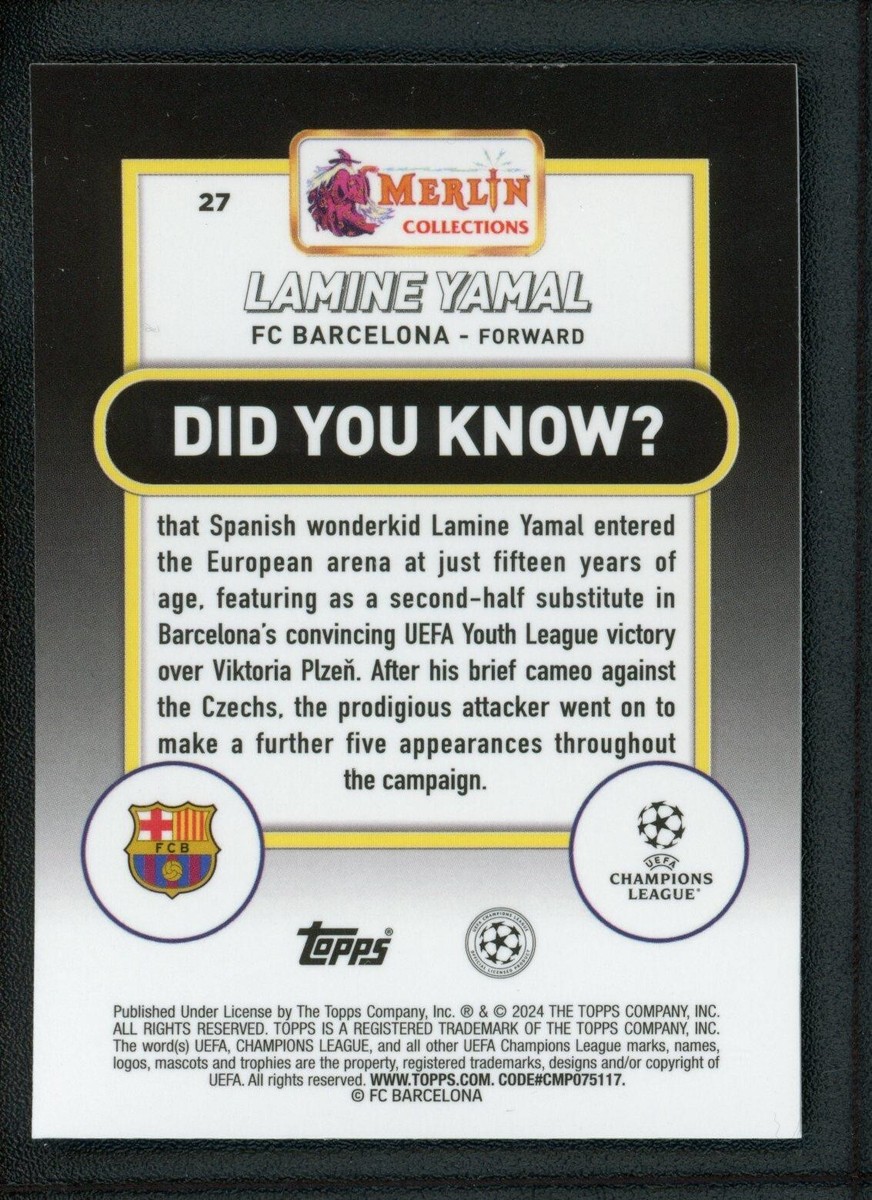 27
MERLIN
COLLECTIONS
LAMINE YAMAL
FC BARCELONA - FORWARD
DID YOU KNOW?
that Spanish wonderkid Lamine Yamal entered
the European arena at just fifteen years of
age, featuring as a second-half substitute in
Barcelona's convincing UEFA Youth League victory
over Viktoria Plzeň. After his brief cameo against
the Czechs, the prodigious attacker went on to
make a further five appearances throughout
the campaign.
FCB
UEFA
CHAMPIONS
LEAGUE®
topps®
UEFA CHAMPIONS LEAGUE
OFFICIAL LICENSED PRODUCT
Published Under License by The Topps Company, Inc. ® & © 2024 THE TOPPS COMPANY, INC.
ALL RIGHTS RESERVED. TOPPS IS A REGISTERED TRADEMARK OF THE TOPPS COMPANY, INC.
The word(s) UEFA, CHAMPIONS LEAGUE, and all other UEFA Champions League marks, names,
logos, mascots and trophies are the property, registered trademarks, designs and/or copyright of
UEFA. All rights reserved. WWW.TOPPS.COM. CODE#CMP075117.
© FC BARCELONA